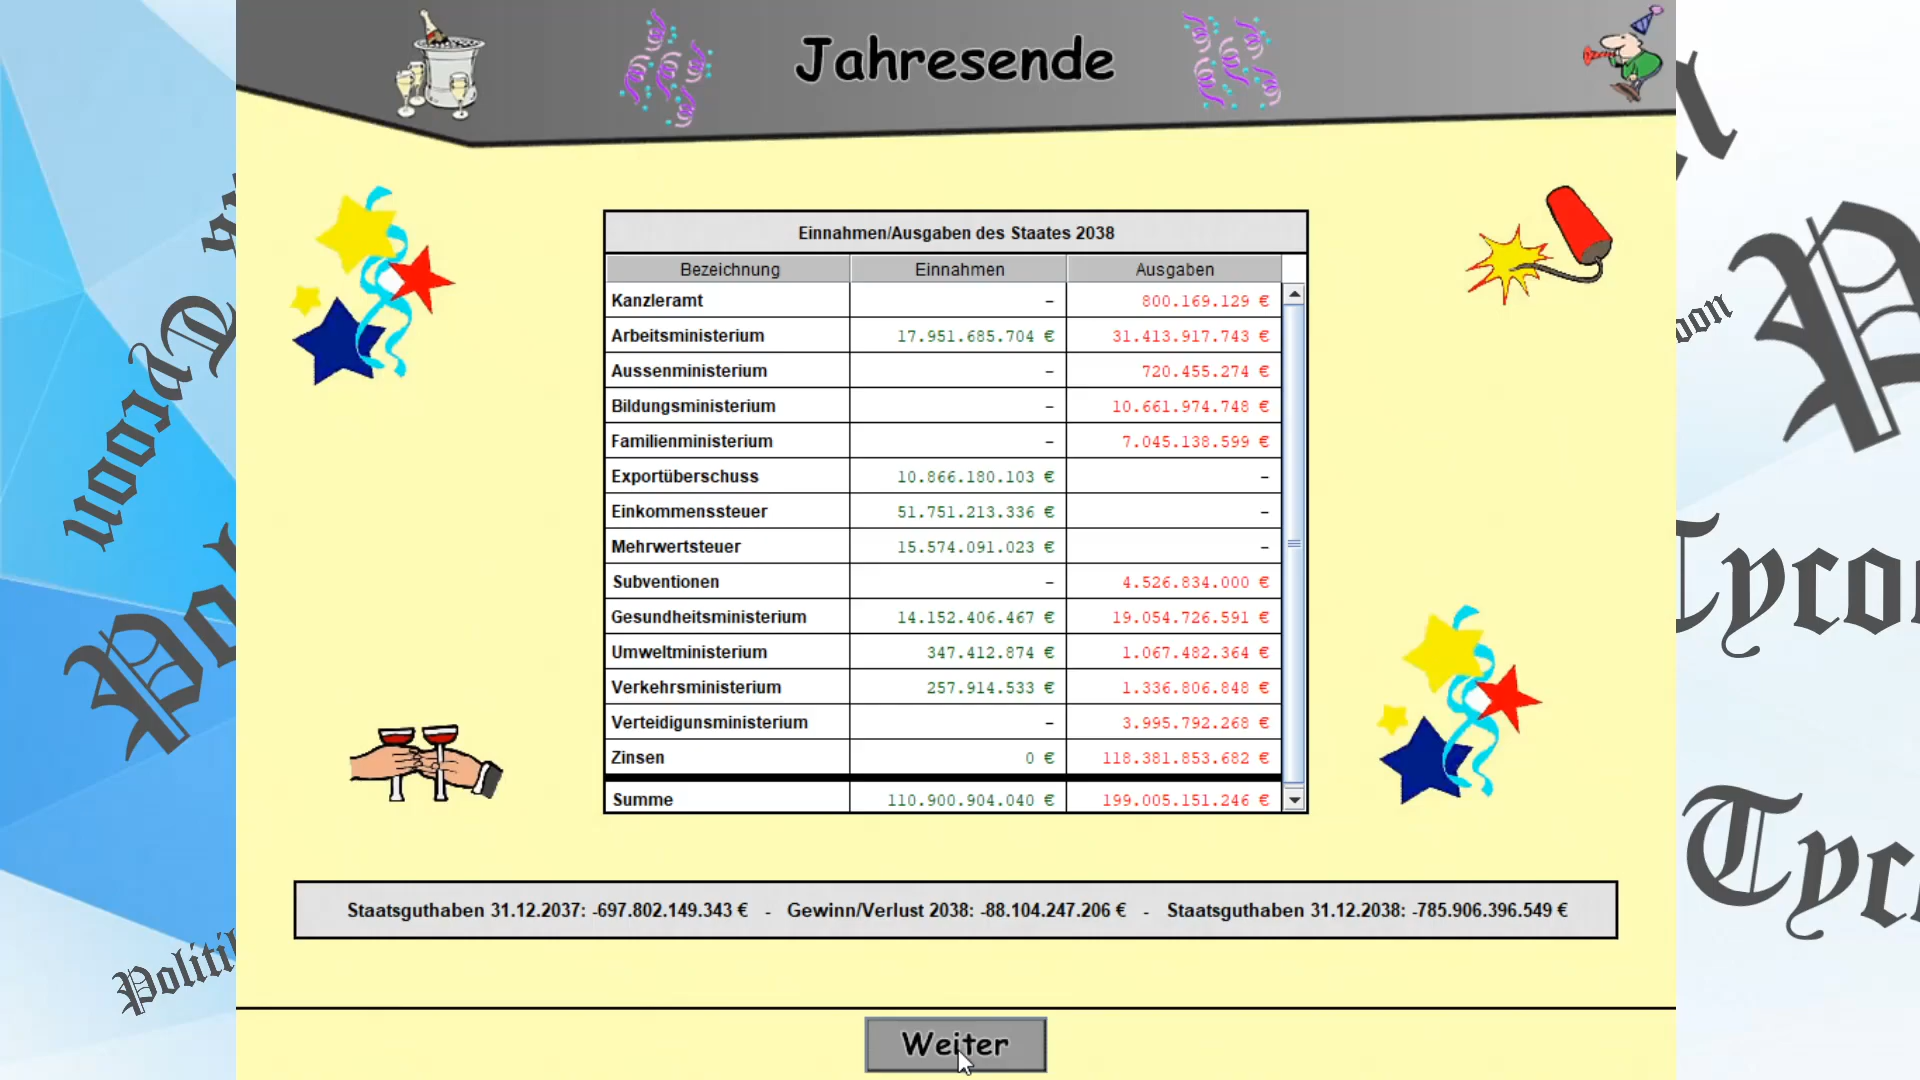 Jahresende
Einnahmen/Ausgaben des Staates 2038
Bezeichnung Einnahmen Ausgaben
Kanzleramt – 800.169.129 €
Arbeitsministerium 17.951.685.704 € 31.413.917.743 €
Aussenministerium – 720.455.274 €
Bildungsministerium – 10.661.974.748 €
Familienministerium – 7.045.138.599 €
Exportüberschuss 10.866.180.103 € –
Einkommenssteuer 51.751.213.336 € –
Mehrwertsteuer 15.574.091.023 € –
Subventionen – 4.526.834.000 €
Gesundheitsministerium 14.152.406.467 € 19.054.726.591 €
Umweltministerium 347.412.874 € 1.067.482.364 €
Verkehrsministerium 257.914.533 € 1.336.806.848 €
Verteidigunsministerium – 3.995.792.268 €
Zinsen 0 € 118.381.853.682 €
Summe 110.900.904.040 € 199.005.151.246 €
Staatsguthaben 31.12.2037: -697.802.149.343 € - Gewinn/Verlust 2038: -88.104.247.206 € - Staatsguthaben 31.12.2038: -785.906.396.549 €
Weiter